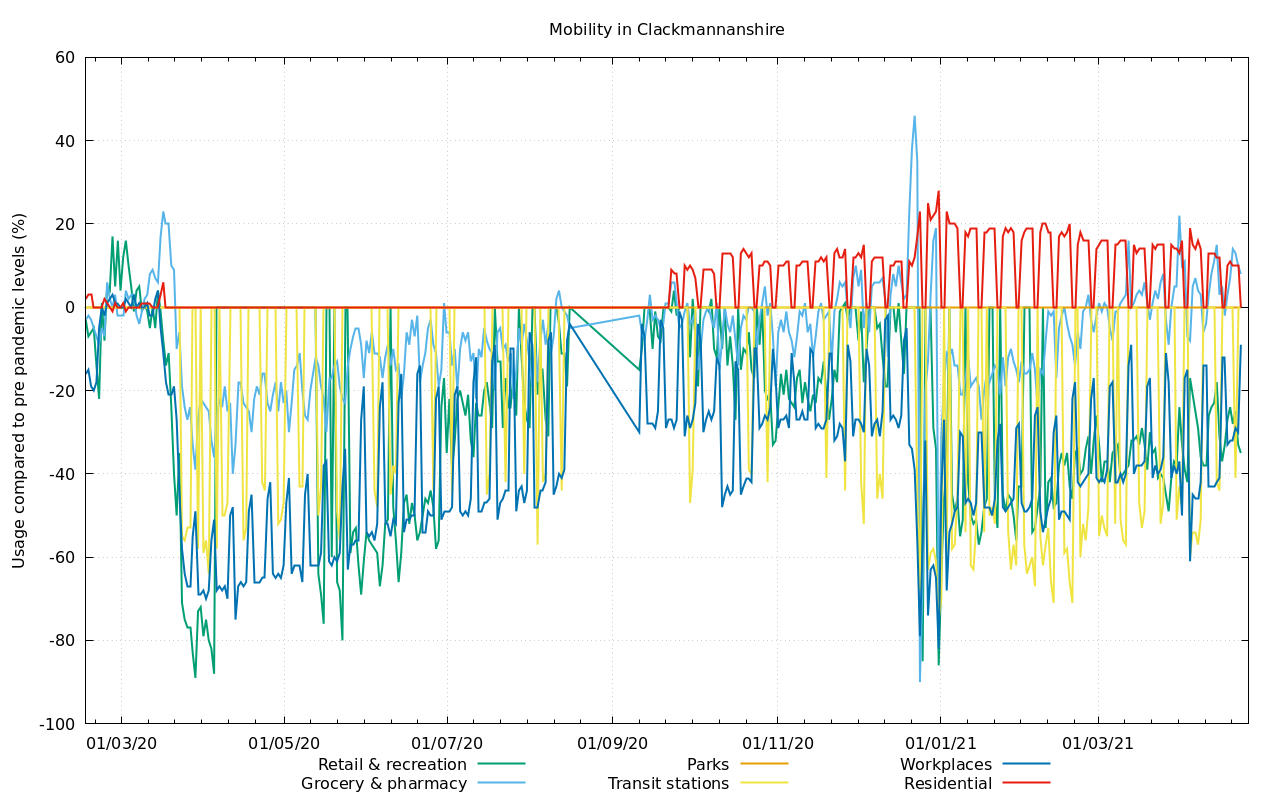 Mobility in Clackmannanshire
Usage compared to pre pandemic levels (%)
60
40
20
0
-20
-40
-60
-80
-100
01/03/20 01/05/20 01/07/20 01/09/20 01/11/20 01/01/21 01/03/21
Retail & recreation Parks Workplaces
Grocery & pharmacy Transit stations Residential